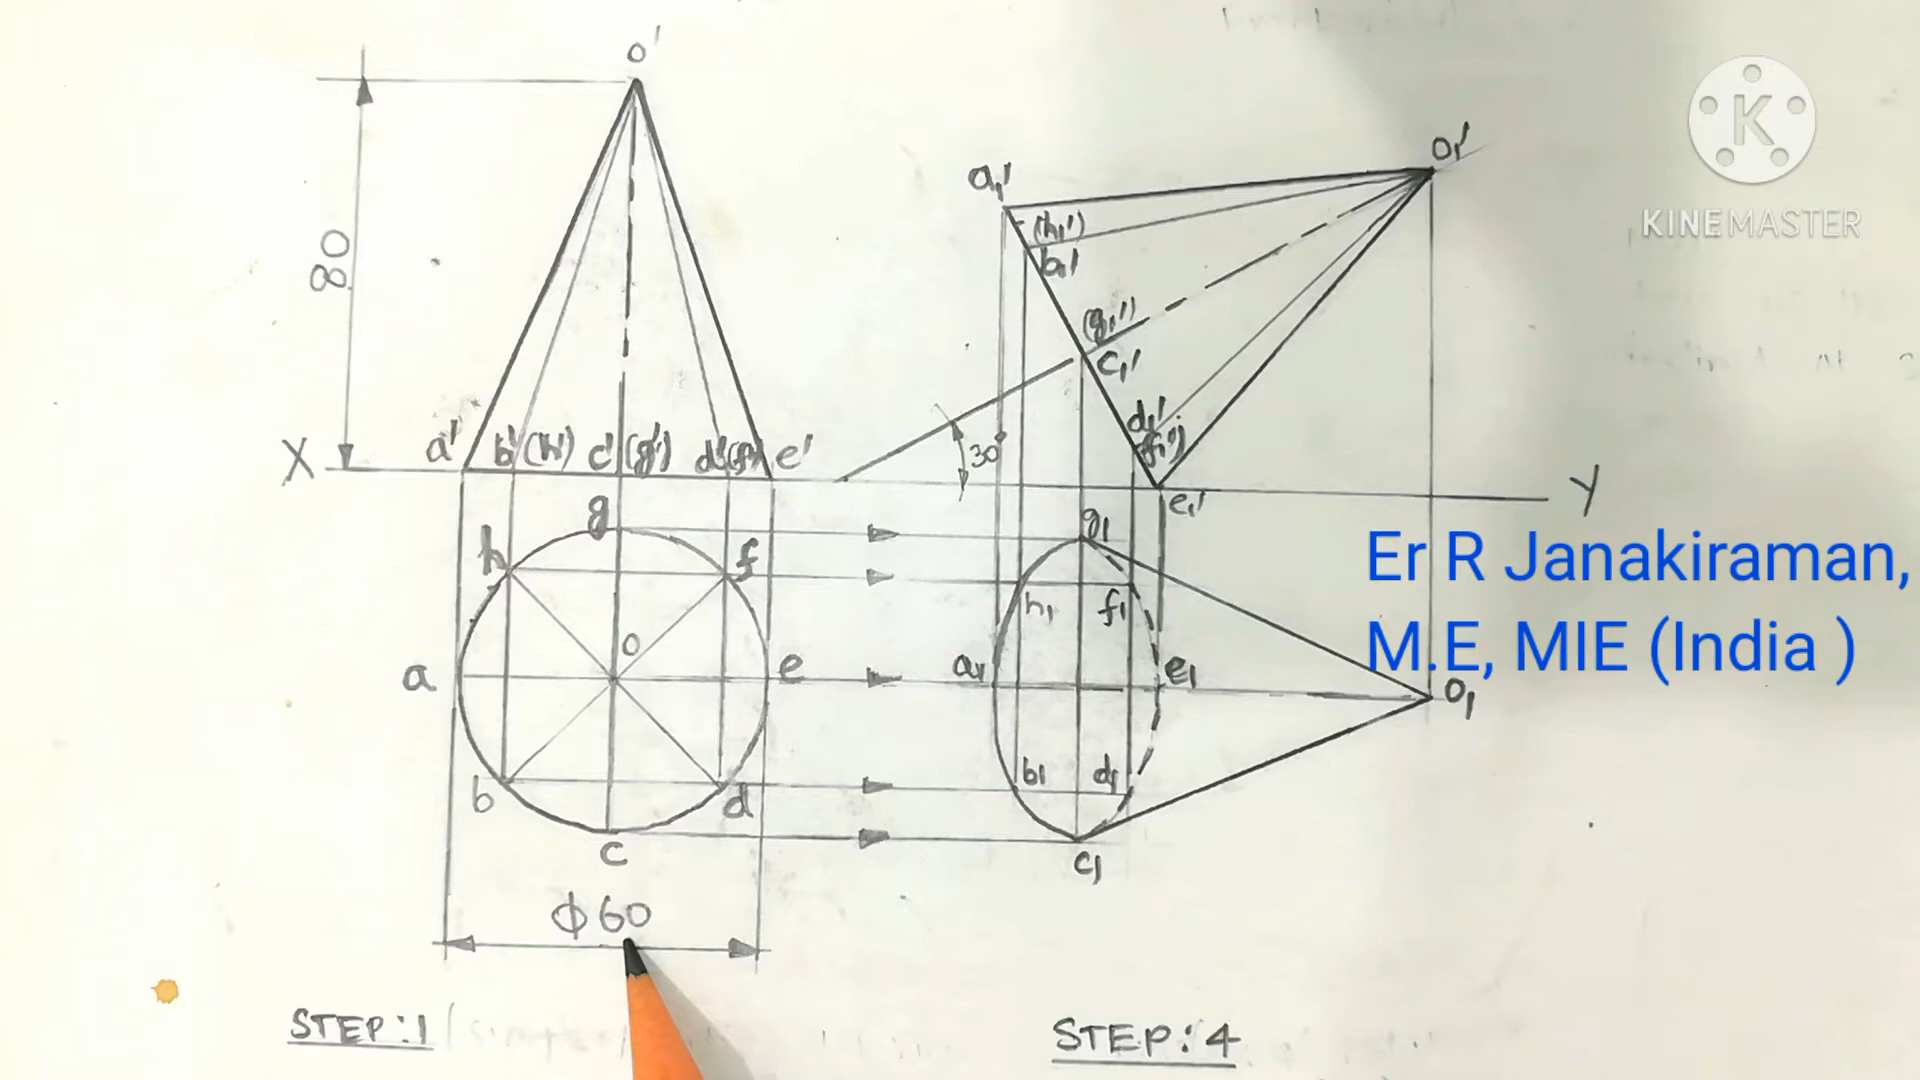 o'
80
X
a' b' (h') c' (g') d' (f') e'
g
h f
o
a e
b d
c
ϕ60
STEP:1
o₁'
a₁'
(h₁')
b₁'
(g₁')
c₁'
d₁'
(f₁')
30°
e₁'
Y
g₁
h₁ f₁
a₁ e₁
o₁
b₁ d₁
c₁
STEP:4
K
KINEMASTER
Er R Janakiraman,
M.E, MIE (India )